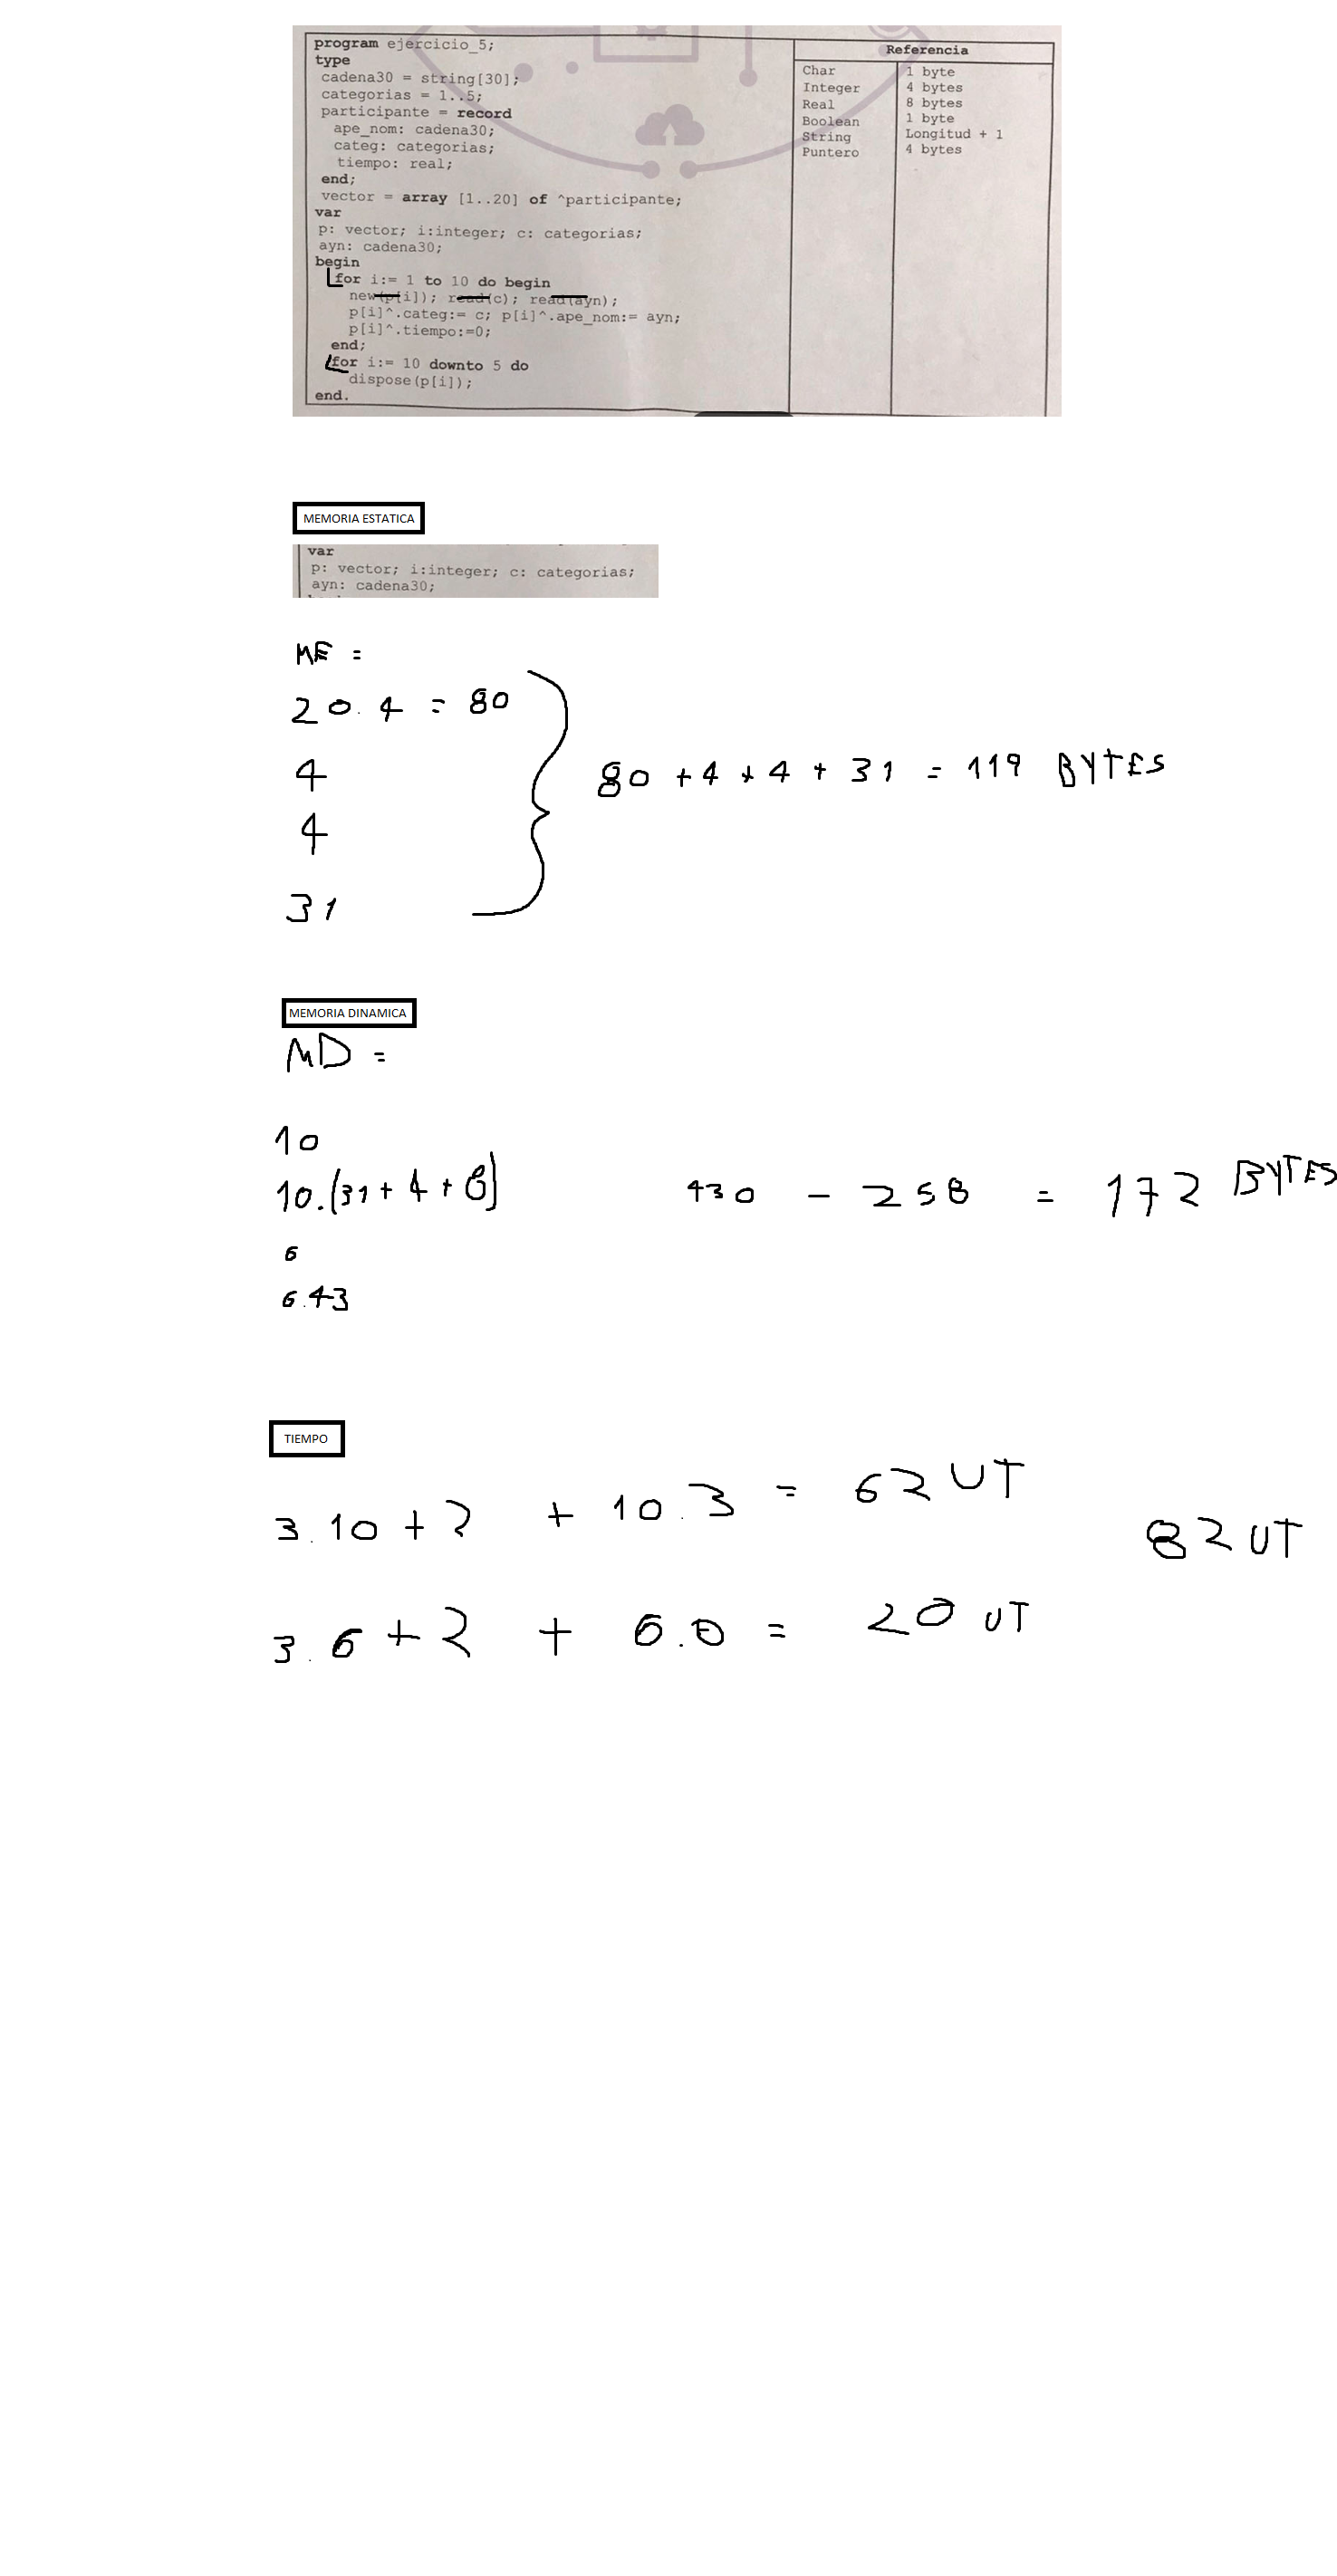 program ejercicio_5;
type
cadena30 = string[30];
categorias = 1..5;
participante = record
ape_nom: cadena30;
categ: categorias;
tiempo: real;
end;
vector = array [1..20] of ^participante;
var
p: vector; i:integer; c: categorias;
ayn: cadena30;
begin
for i:= 1 to 10 do begin
new(p[i]); read(c); read(ayn);
p[i]^.categ:= c; p[i]^.ape_nom:= ayn;
p[i]^.tiempo:=0;
end;
for i:= 10 downto 5 do
dispose(p[i]);
end.
Referencia
Char 1 byte
Integer 4 bytes
Real 8 bytes
Boolean 1 byte
String Longitud + 1
Puntero 4 bytes
MEMORIA ESTATICA
var
p: vector; i:integer; c: categorias;
ayn: cadena30;
ME =
20.4 = 80
4
4
31
80 + 4 + 4 + 31 = 119 BYTES
MEMORIA DINAMICA
MD =
10
10.(31+4+8) 430 - 258 = 172 BYTES
6
6.43
TIEMPO
3.10+2 + 10.3 = 62 UT
82 UT
3.6+2 + 6.0 = 20 UT